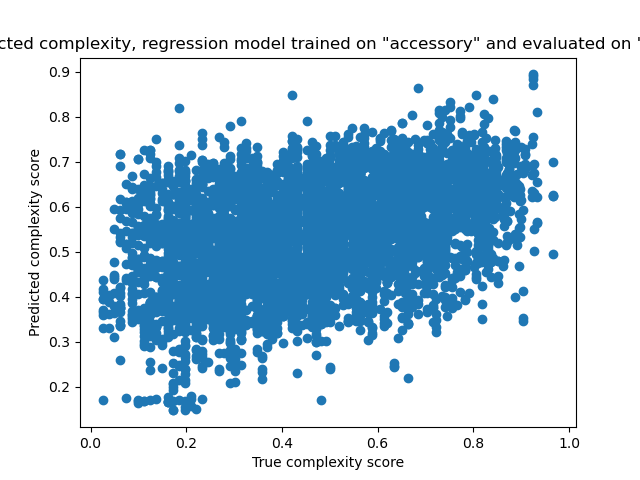 cted complexity, regression model trained on "accessory" and evaluated on "
0.9
0.8
0.7
0.6
0.5
0.4
0.3
0.2
Predicted complexity score
0.0 0.2 0.4 0.6 0.8 1.0
True complexity score